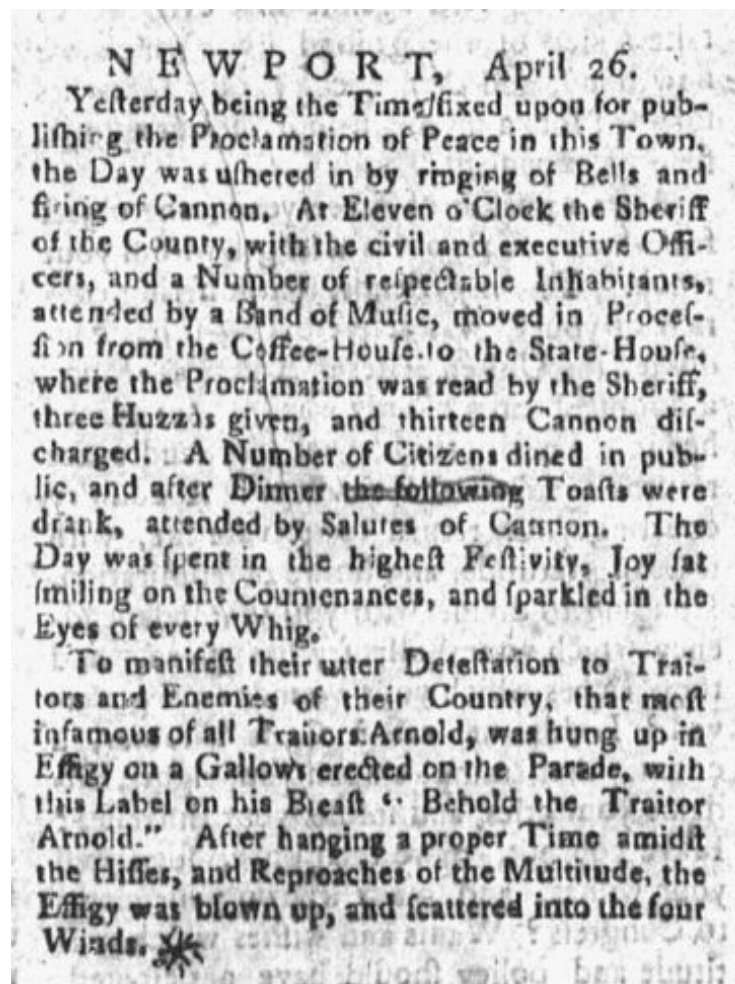 NEWPORT, April 26.
Yeſterday being the Time fixed upon for pub-
liſhing the Proclamation of Peace in this Town,
the Day was uſhered in by ringing of Bells and
firing of Cannon. At Eleven o'Clock the Sheriff
of the County, with the civil and executive Offi-
cers, and a Number of reſpectable Inhabitants,
attended by a Band of Muſic, moved in Proceſ-
ſion from the Coffee-Houſe to the State-Houſe,
where the Proclamation was read by the Sheriff,
three Huzzas given, and thirteen Cannon diſ-
charged. A Number of Citizens dined in pub-
lic, and after Dinner the following Toaſts were
drank, attended by Salutes of Cannon. The
Day was ſpent in the higheſt Feſtivity, Joy ſat
ſmiling on the Countenances, and ſparkled in the
Eyes of every Whig.
To manifeſt their utter Deteſtation to Trai-
tors and Enemies of their Country, that moſt
infamous of all Traitors Arnold, was hung up in
Effigy on a Gallows erected on the Parade, with
this Label on his Breaſt “ Behold the Traitor
Arnold.” After hanging a proper Time amidſt
the Hiſſes, and Reproaches of the Multitude, the
Effigy was blown up, and ſcattered into the four
Winds.